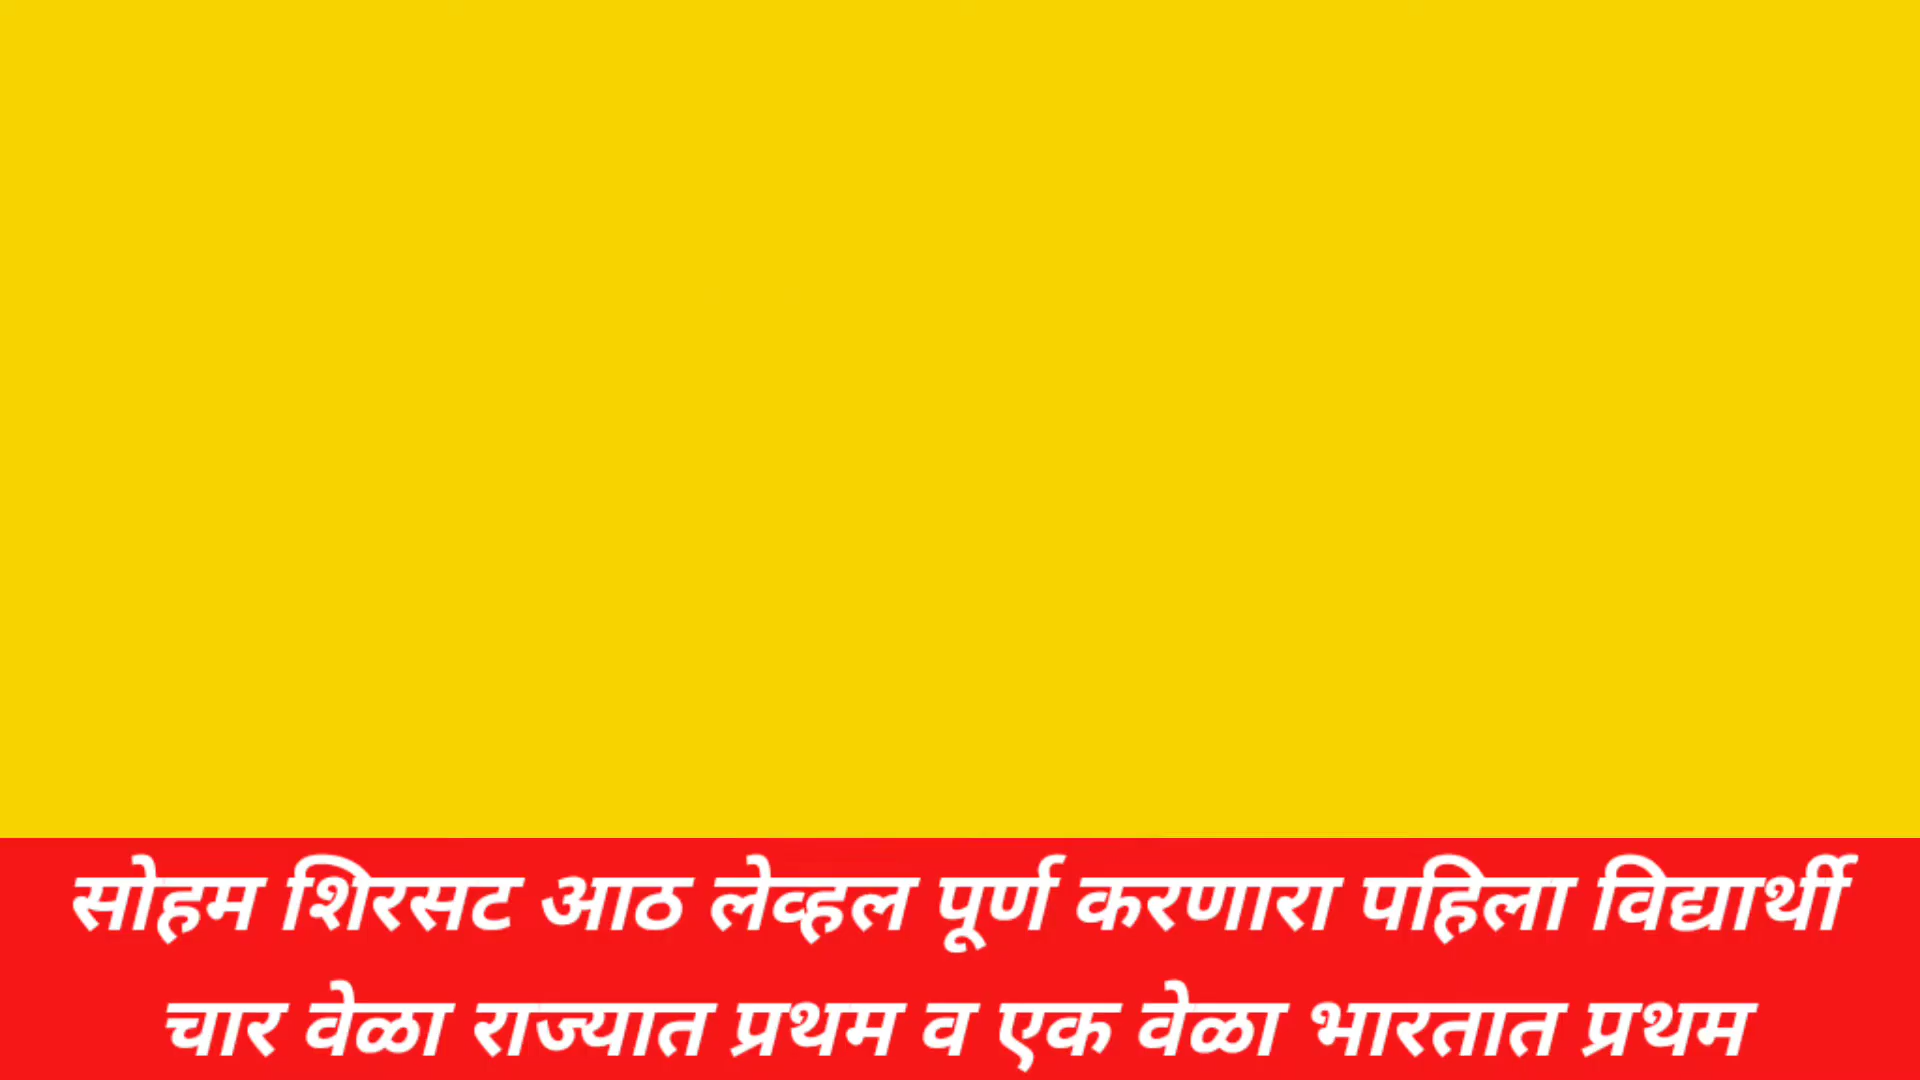 सोहम शिरसट आठ लेव्हल पूर्ण करणारा पहिला विद्यार्थी
चार वेळा राज्यात प्रथम व एक वेळा भारतात प्रथम